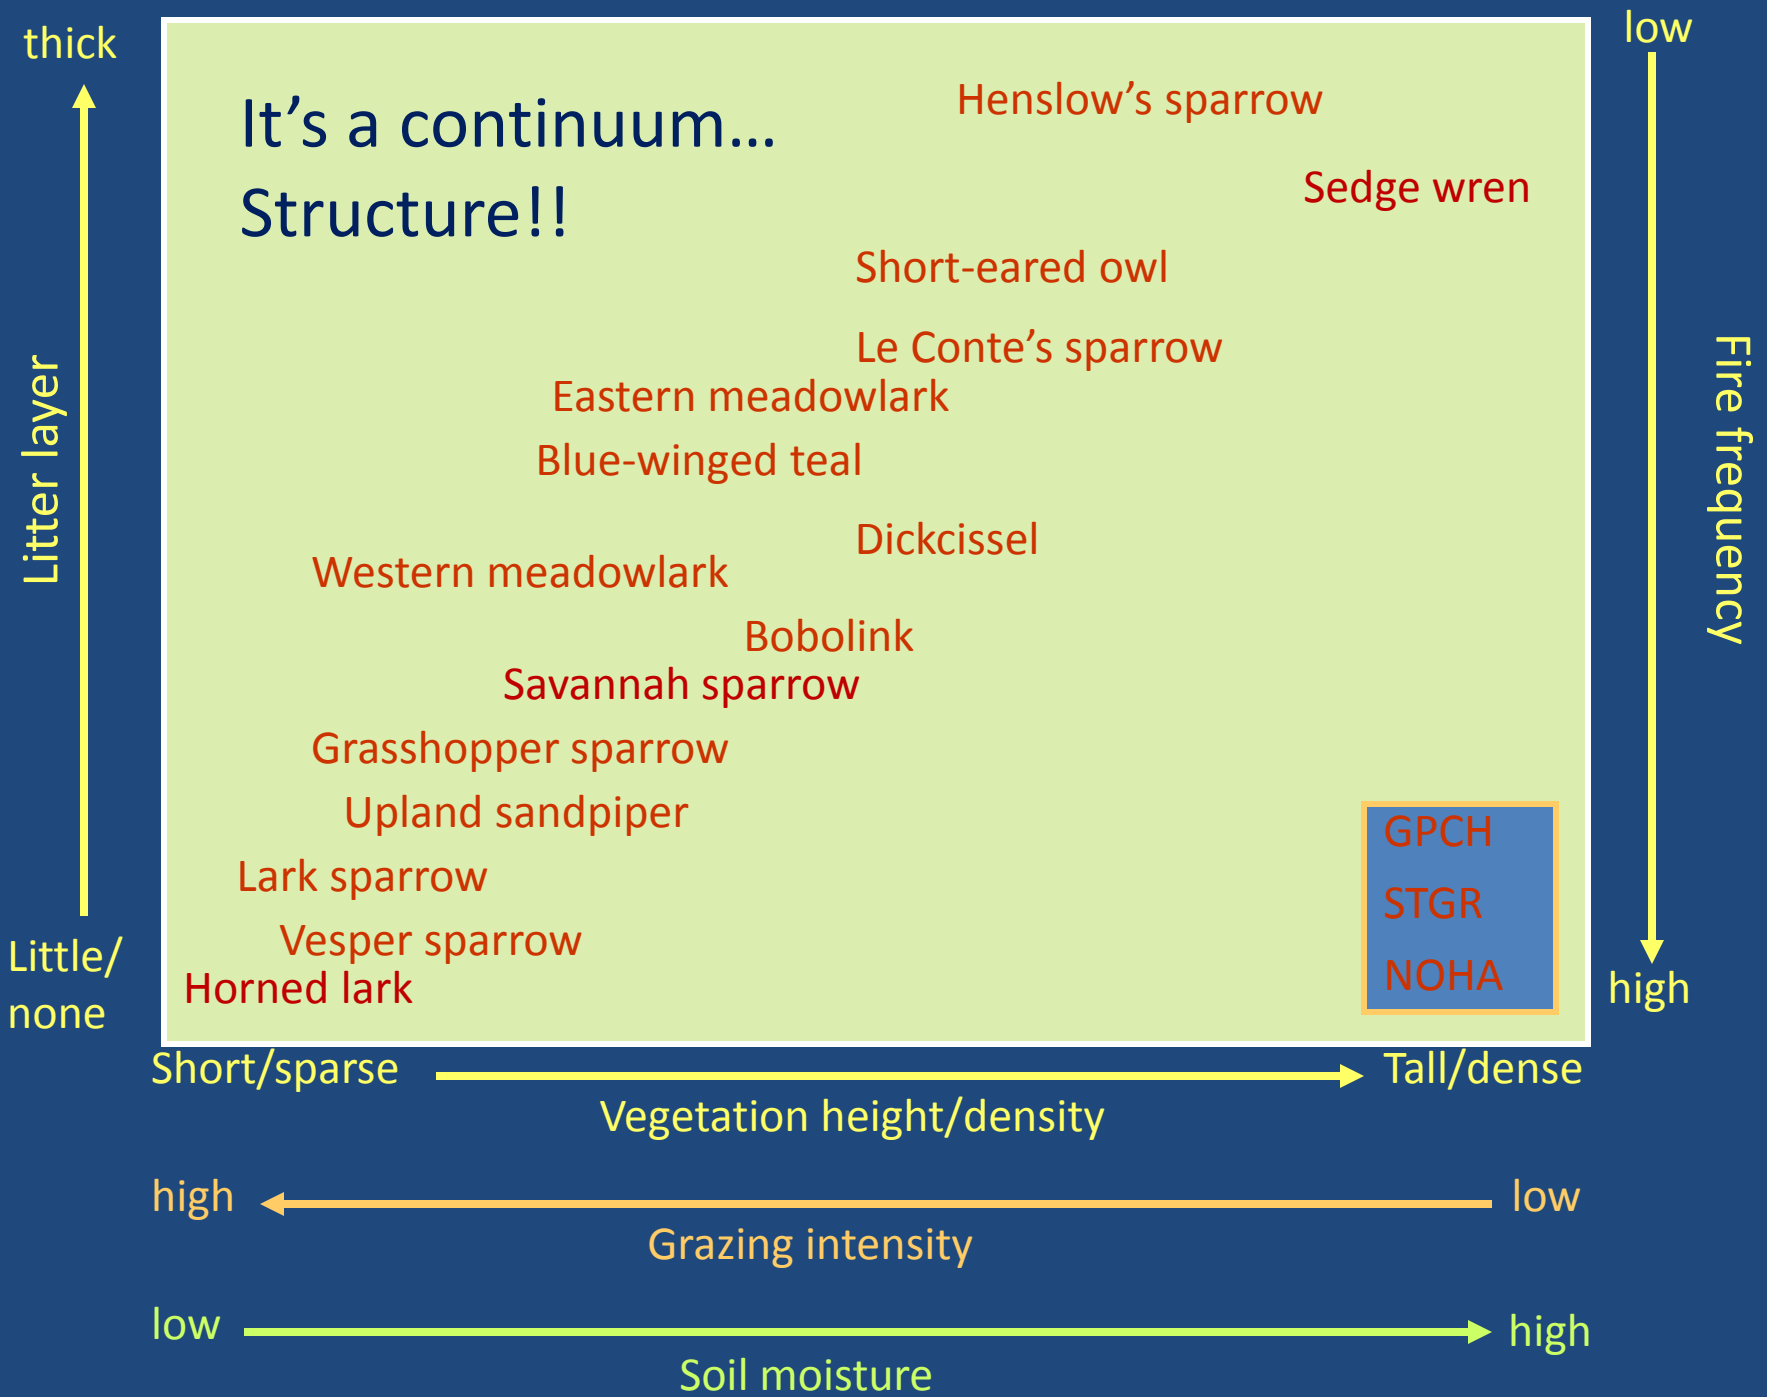 thick
low
It's a continuum…
Structure!!
Henslow's sparrow
Sedge wren
Short-eared owl
Le Conte's sparrow
Eastern meadowlark
Blue-winged teal
Dickcissel
Western meadowlark
Bobolink
Savannah sparrow
Grasshopper sparrow
Upland sandpiper
Lark sparrow
Vesper sparrow
Horned lark
GPCH
STGR
NOHA
Litter layer
Fire frequency
Little/
none
high
Short/sparse
Tall/dense
Vegetation height/density
high
low
Grazing intensity
low
high
Soil moisture